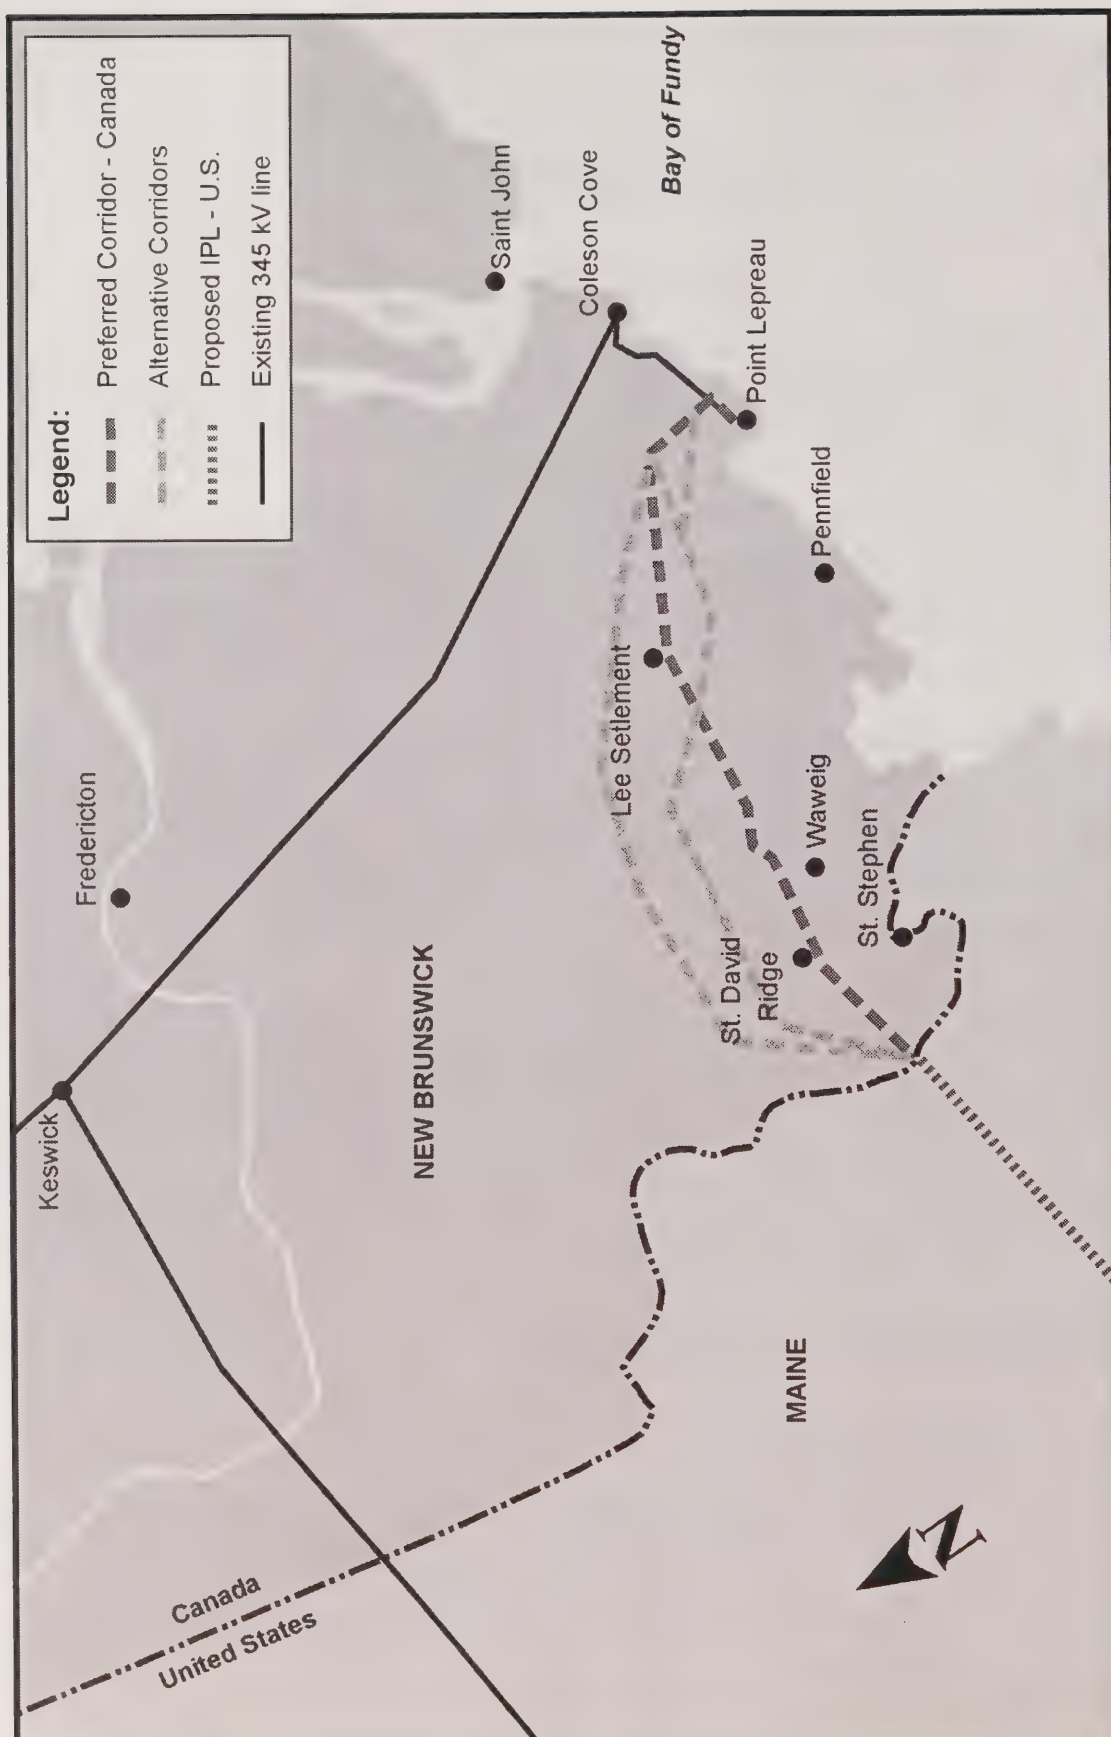 Legend:
Preferred Corridor - Canada
Alternative Corridors
Proposed IPL - U.S.
Existing 345 kV line
Keswick
Fredericton
Saint John
Coleson Cove
Bay of Fundy
Point Lepreau
Pennfield
Lee Setlement
Waweig
St. Stephen
St. David
Ridge
NEW BRUNSWICK
MAINE
Canada
United States
N